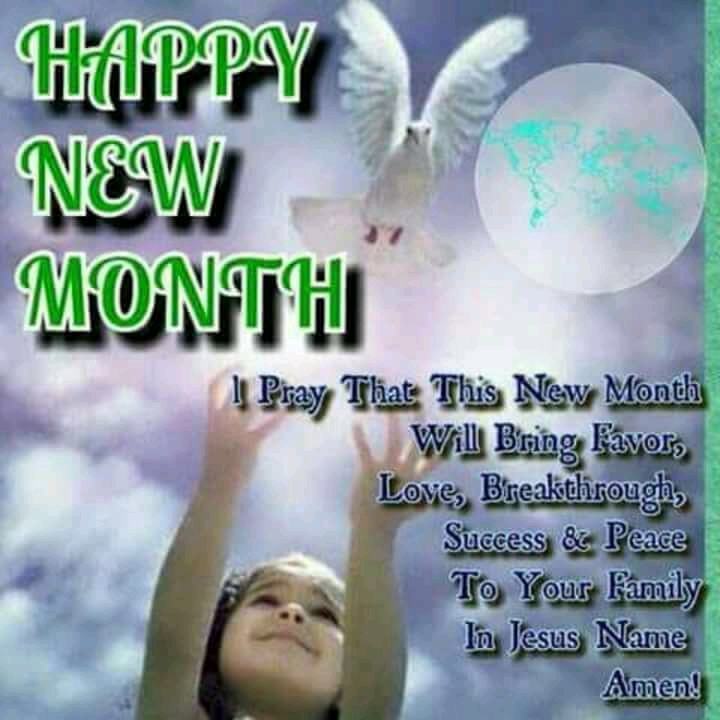 HAPPY
NEW
MONTH
I Pray That This New Month
Will Bring Favor,
Love, Breakthrough,
Success & Peace
To Your Family
In Jesus Name
Amen!